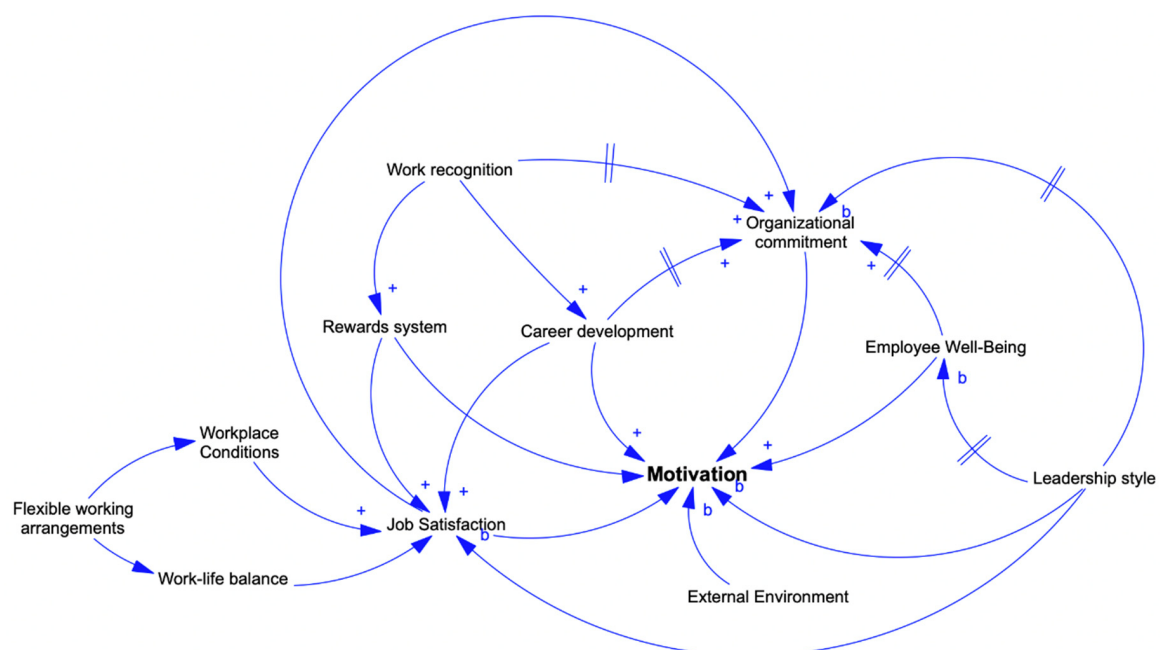 Work recognition
+
+
Organizational
commitment
b
+
+
+
+
Rewards system
Career development
Employee Well-Being
b
Workplace
Conditions
+
+
Motivation
b
Leadership style
+
+
b
Flexible working
arrangements
+
Job Satisfaction
b
Work-life balance
External Environment